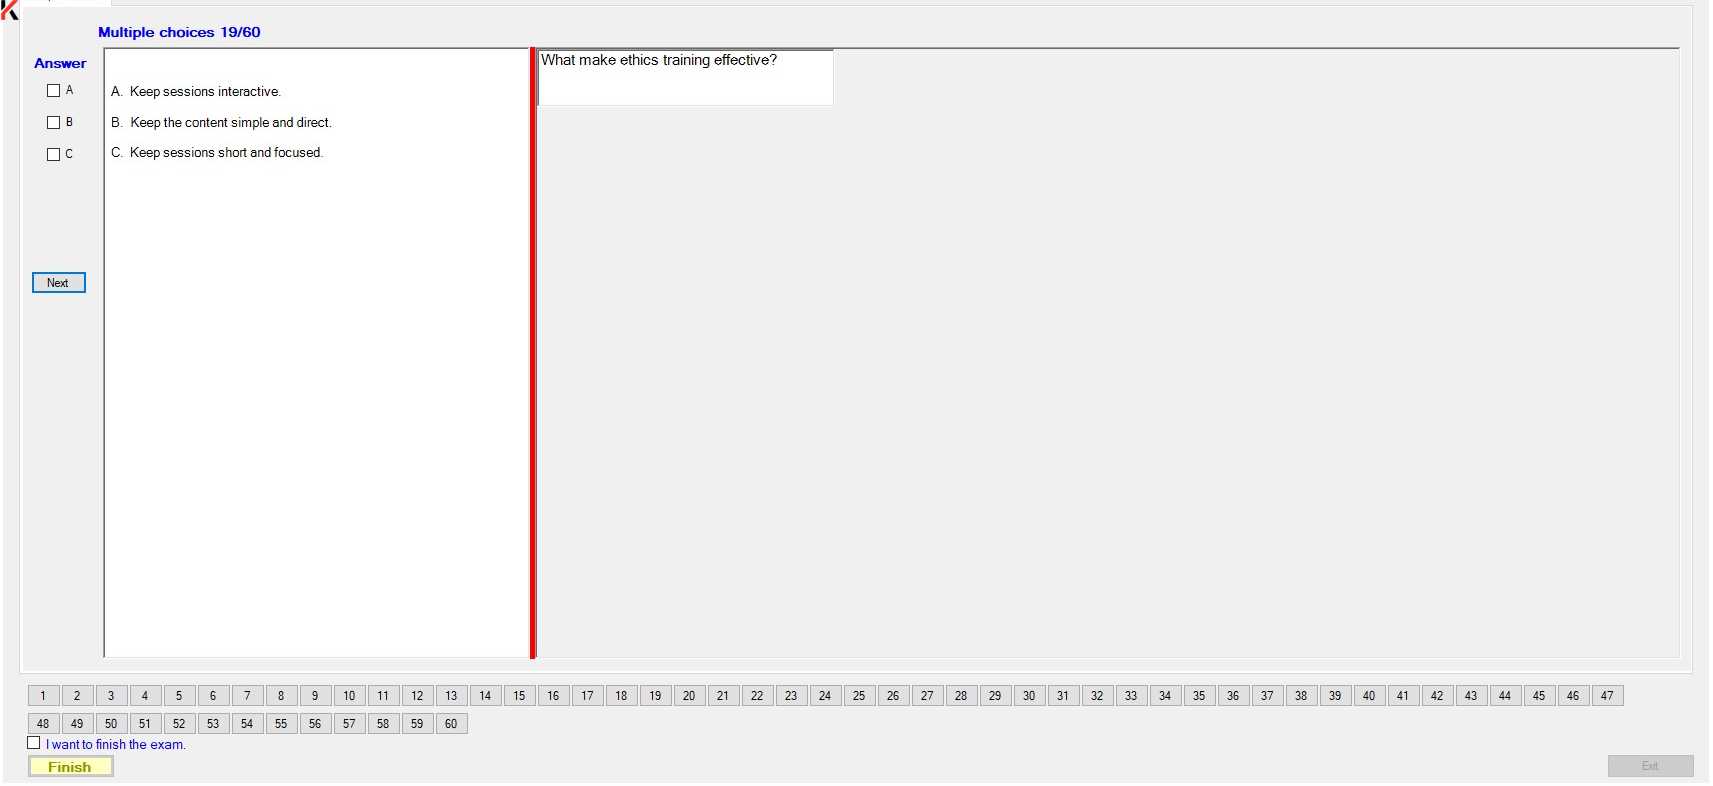 Multiple choices 19/60
Answer
A
B
C
A. Keep sessions interactive.
B. Keep the content simple and direct.
C. Keep sessions short and focused.
What make ethics training effective?
Next
1 2 3 4 5 6 7 8 9 10 11 12 13 14 15 16 17 18 19 20 21 22 23 24 25 26 27 28 29 30 31 32 33 34 35 36 37 38 39 40 41 42 43 44 45 46 47
48 49 50 51 52 53 54 55 56 57 58 59 60
I want to finish the exam.
Finish
Exit